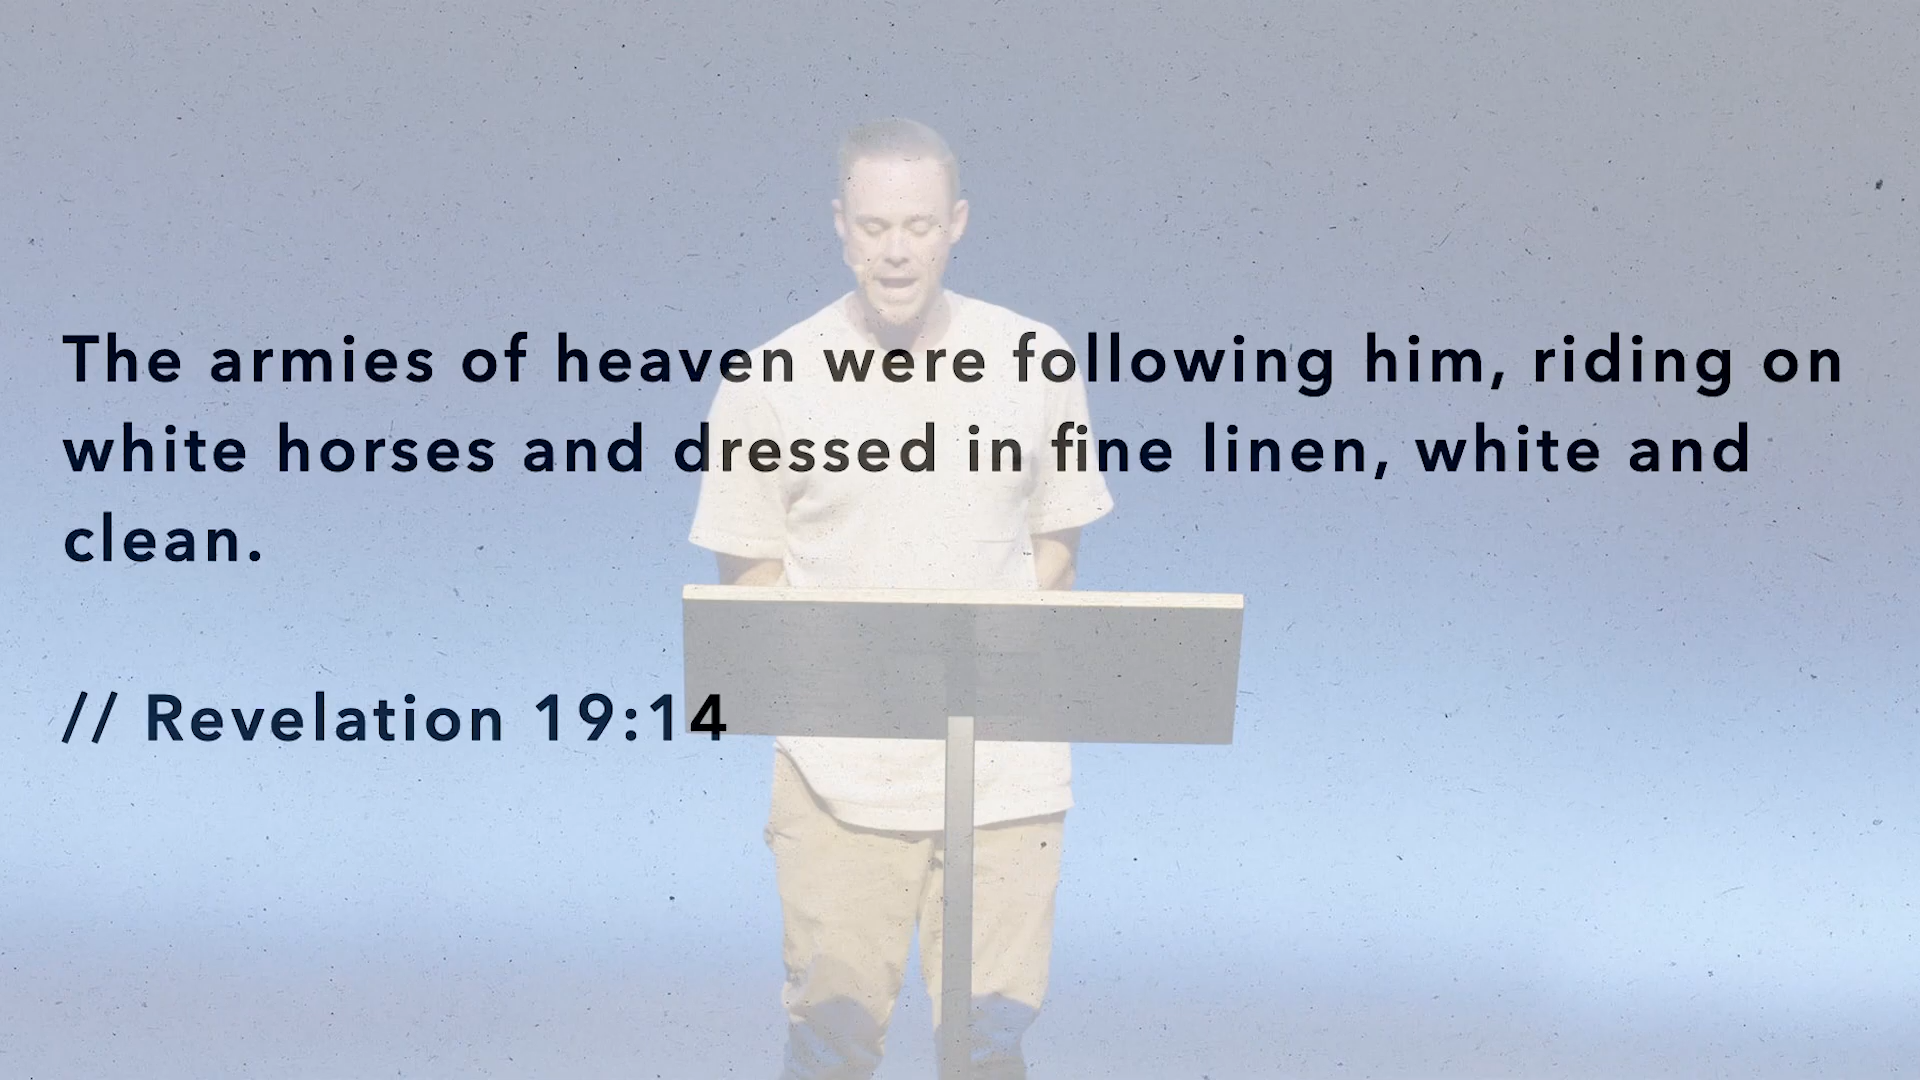 The armies of heaven were following him, riding on
white horses and dressed in fine linen, white and
clean.
// Revelation 19:14